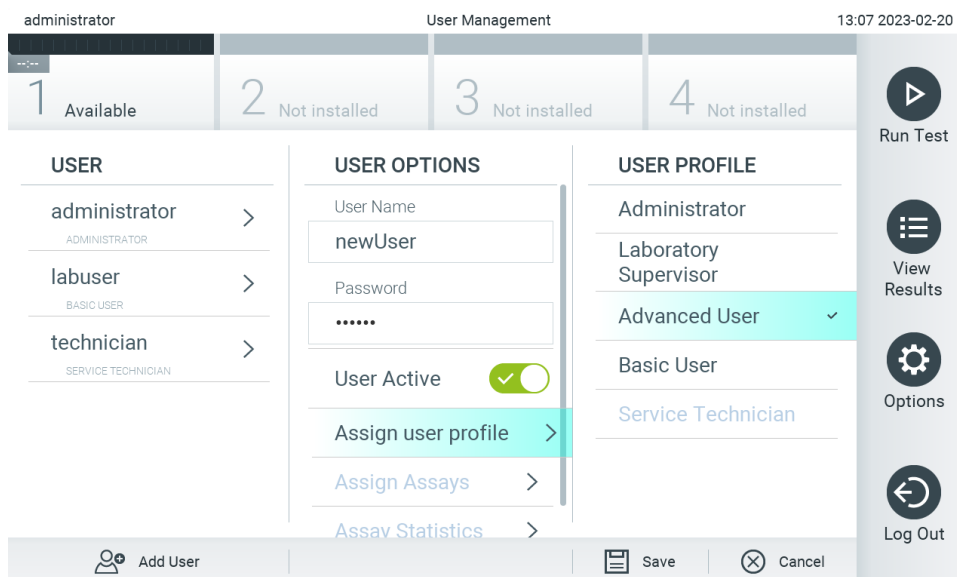 administrator
User Management
13:07 2023-02-20
--:--
1 Available
2 Not installed
3 Not installed
4 Not installed
Run Test
View
Results
Options
Log Out
USER
administrator
ADMINISTRATOR
labuser
BASIC USER
technician
SERVICE TECHNICIAN
USER OPTIONS
User Name
newUser
Password
••••••
User Active
Assign user profile
Assign Assays
Assay Statistics
USER PROFILE
Administrator
Laboratory
Supervisor
Advanced User
Basic User
Service Technician
Add User
Save
Cancel